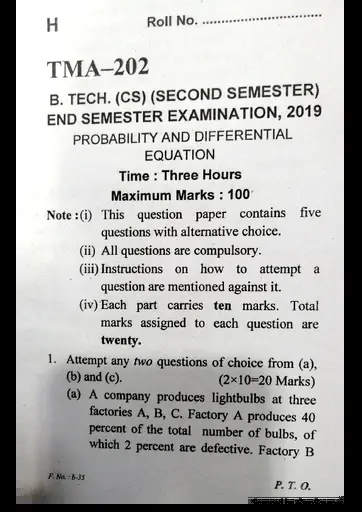 H
Roll No. ..............................
TMA–202
B. TECH. (CS) (SECOND SEMESTER)
END SEMESTER EXAMINATION, 2019
PROBABILITY AND DIFFERENTIAL
EQUATION
Time : Three Hours
Maximum Marks : 100
Note :(i) This question paper contains five
questions with alternative choice.
(ii) All questions are compulsory.
(iii) Instructions on how to attempt a
question are mentioned against it.
(iv) Each part carries ten marks. Total
marks assigned to each question are
twenty.
1. Attempt any two questions of choice from (a),
(b) and (c). (2×10=20 Marks)
(a) A company produces lightbulbs at three
factories A, B, C. Factory A produces 40
percent of the total number of bulbs, of
which 2 percent are defective. Factory B
F. No. : b-35
P. T. O.